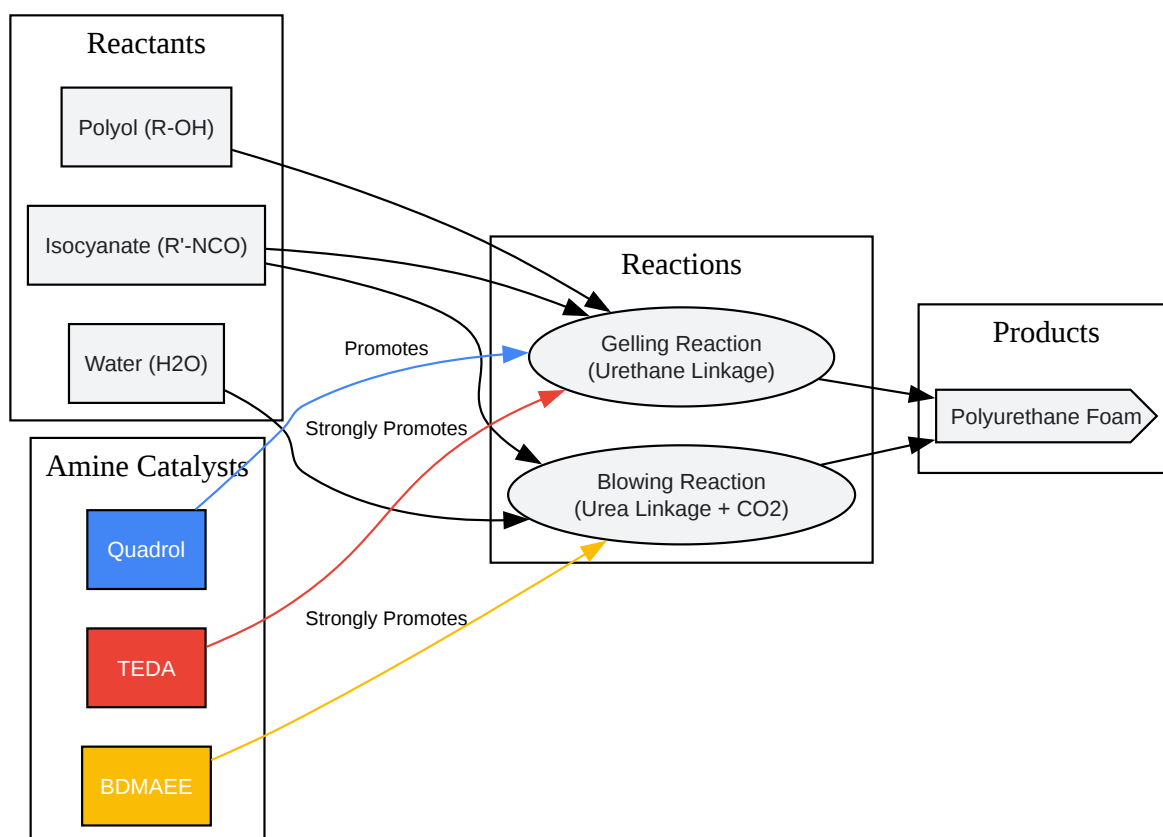 Reactants
Polyol (R-OH)
Isocyanate (R'-NCO)
Water (H2O)
Amine Catalysts
Quadrol
TEDA
BDMAEE
Promotes
Strongly Promotes
Strongly Promotes
Reactions
Gelling Reaction
(Urethane Linkage)
Blowing Reaction
(Urea Linkage + CO2)
Products
Polyurethane Foam